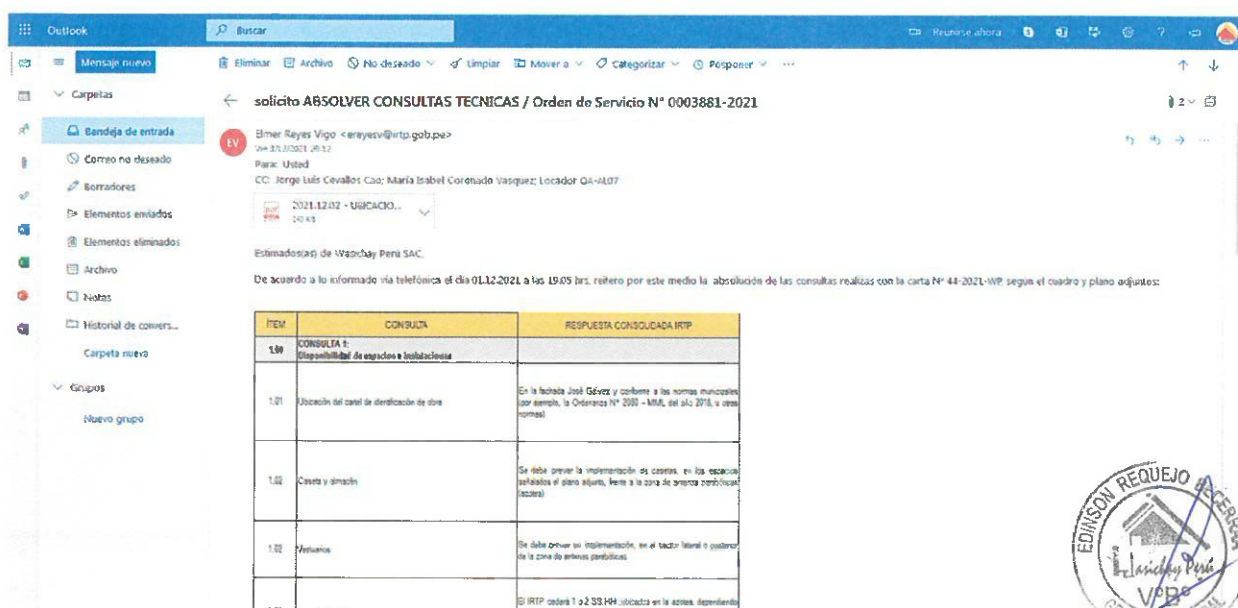 Outlook
Buscar
Reunirse ahora
Mensaje nuevo
Eliminar Archivo No deseado Limpiar Mover a Categorizar Posponer ...
Carpetas
solicito ABSOLVER CONSULTAS TECNICAS / Orden de Servicio N° 0003881-2021
2
Bandeja de entrada
Correo no deseado
Borradores
Elementos enviados
Elementos eliminados
Archivo
Notas
Historial de convers...
Carpeta nueva
Grupos
Nuevo grupo
EV
Elmer Reyes Vigo <ereyesv@irtp.gob.pe>
Para: Usted
CC: Jorge Luis Cevallos Cao; María Isabel Coronado Vasquez; Locador OA-AL07
2021.12.02 - UBICACIO...
Estimados(as) de Wasichay Perú SAC,
De acuerdo a lo informado vía telefónica el día 01.12.2021 a las 19.05 hrs, reitero por este medio la absolución de las consultas realizas con la carta N° 44-2021-WP, según el cuadro y plano adjuntos:
ÍTEM CONSULTA RESPUESTA CONSOLIDADA IRTP
1.00 CONSULTA 1:
Disponibilidad de espacios e instalaciones
1.01 Ubicación del cartel de identificación de obra
En la fachada José Gálvez y conforme a las normas municipales
(por ejemplo, la Ordenanza N° - MML del año u otras
normas)
1.02 Caseta y almacén
Se debe prever la implementación de casetas, en los espacios
señalados el plano adjunto, frente a la zona de antenas parabólicas
(azotea)
1.02 Vestuarios
Se debe prever su implementación, en el sector lateral o posterior
de la zona de antenas parabólicas
El IRTP cederá 1 o 2 SS.HH ubicados en la azotea, dependiendo
EDINSON REQUEJO BECERRA
Wasichay Perú
V°B°